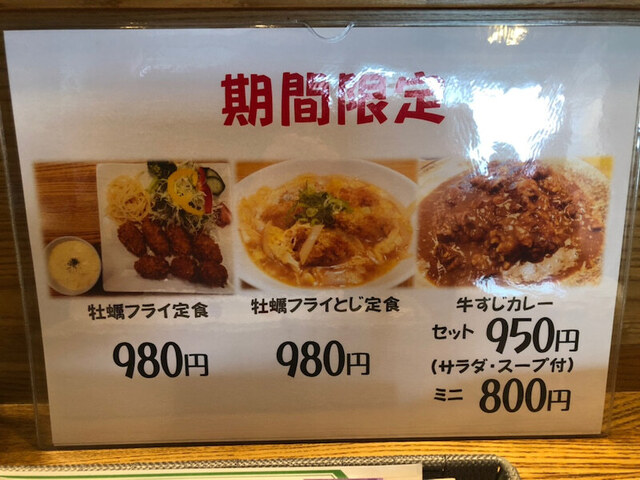 期間限定
牡蠣フライ定食
980円
牡蠣フライとじ定食
980円
牛すじカレー
セット 950円
(サラダ・スープ付)
ミニ 800円